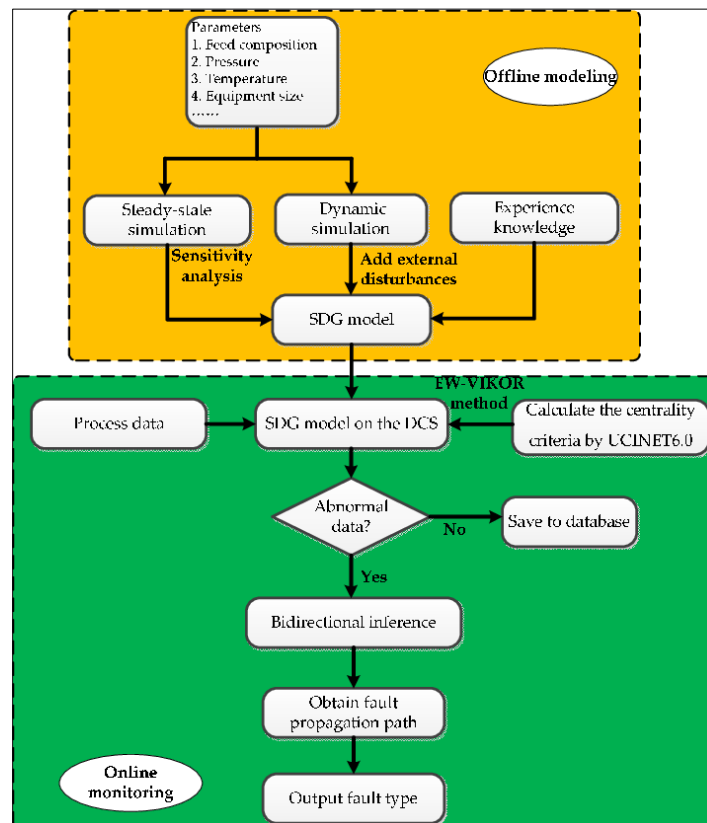 Parameters
1. Feed composition
2. Pressure
3. Temperature
4. Equipment size
……
Offline modeling
Steady-state
simulation
Dynamic
simulation
Experience
knowledge
Sensitivity
analysis
Add external
disturbances
SDG model
EW-VIKOR
method
Process data
SDG model on the DCS
Calculate the centrality
criteria by UCINET6.0
Abnormal
data?
No
Save to database
Yes
Bidirectional inference
Obtain fault
propagation path
Online
monitoring
Output fault type